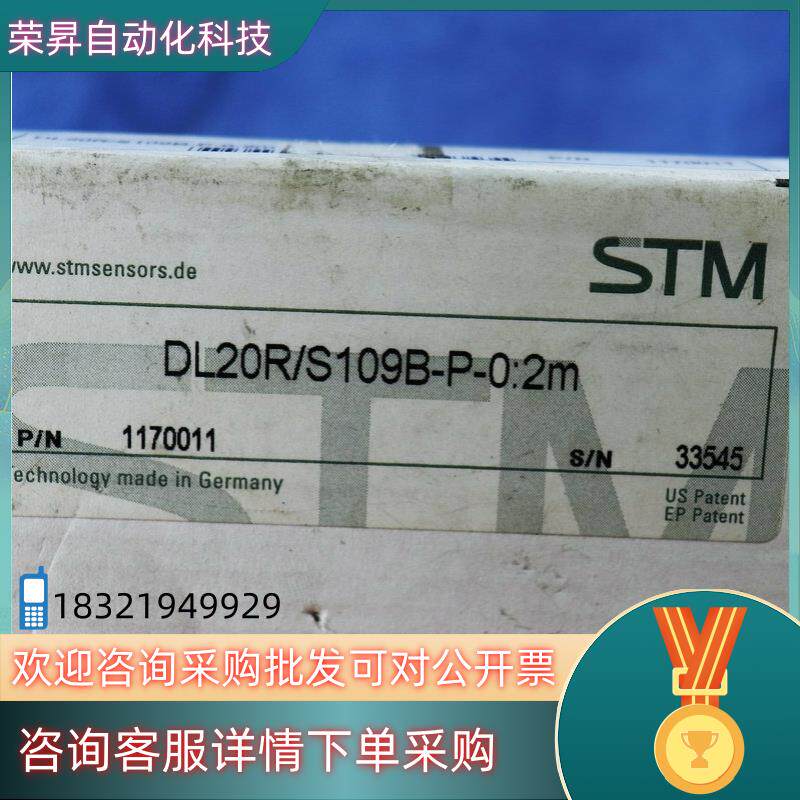 荣昇自动化科技
1170011
www.stmsensors.de
STM
DL20R/S109B-P-0:2m
P/N 1170011
S/N 33545
Technology made in Germany
US Patent
EP Patent
18321949929
欢迎咨询采购批发可对公开票
咨询客服详情下单采购